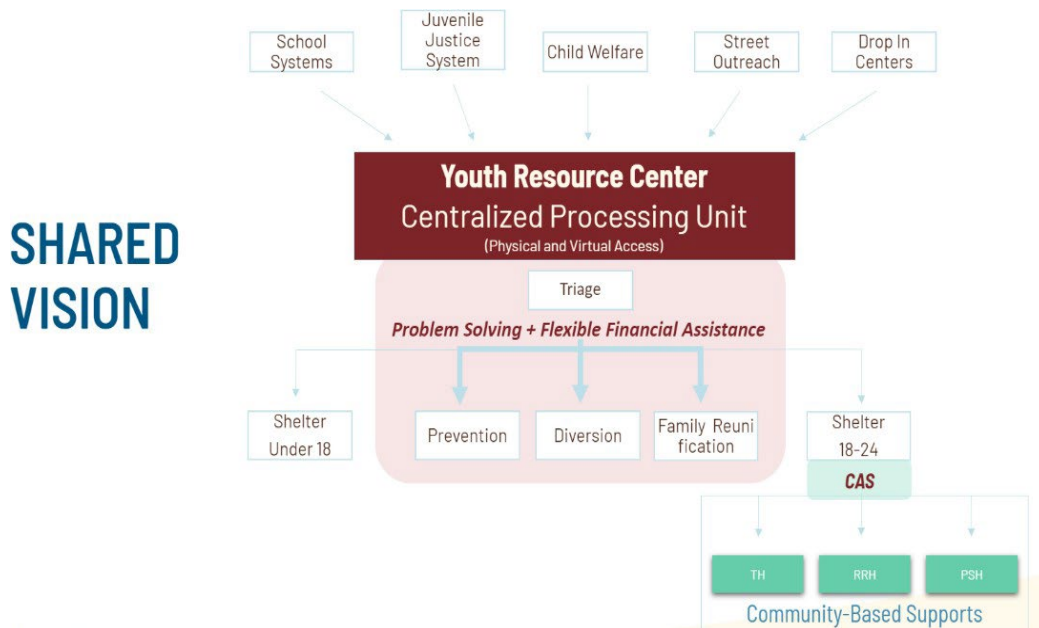 School
Systems
Juvenile
Justice
System
Child Welfare
Street
Outreach
Drop In
Centers
SHARED
VISION
Youth Resource Center
Centralized Processing Unit
(Physical and Virtual Access)
Triage
Problem Solving + Flexible Financial Assistance
Shelter
Under 18
Prevention
Diversion
Family Reuni
fication
Shelter
18-24
CAS
TH
RRH
PSH
Community-Based Supports